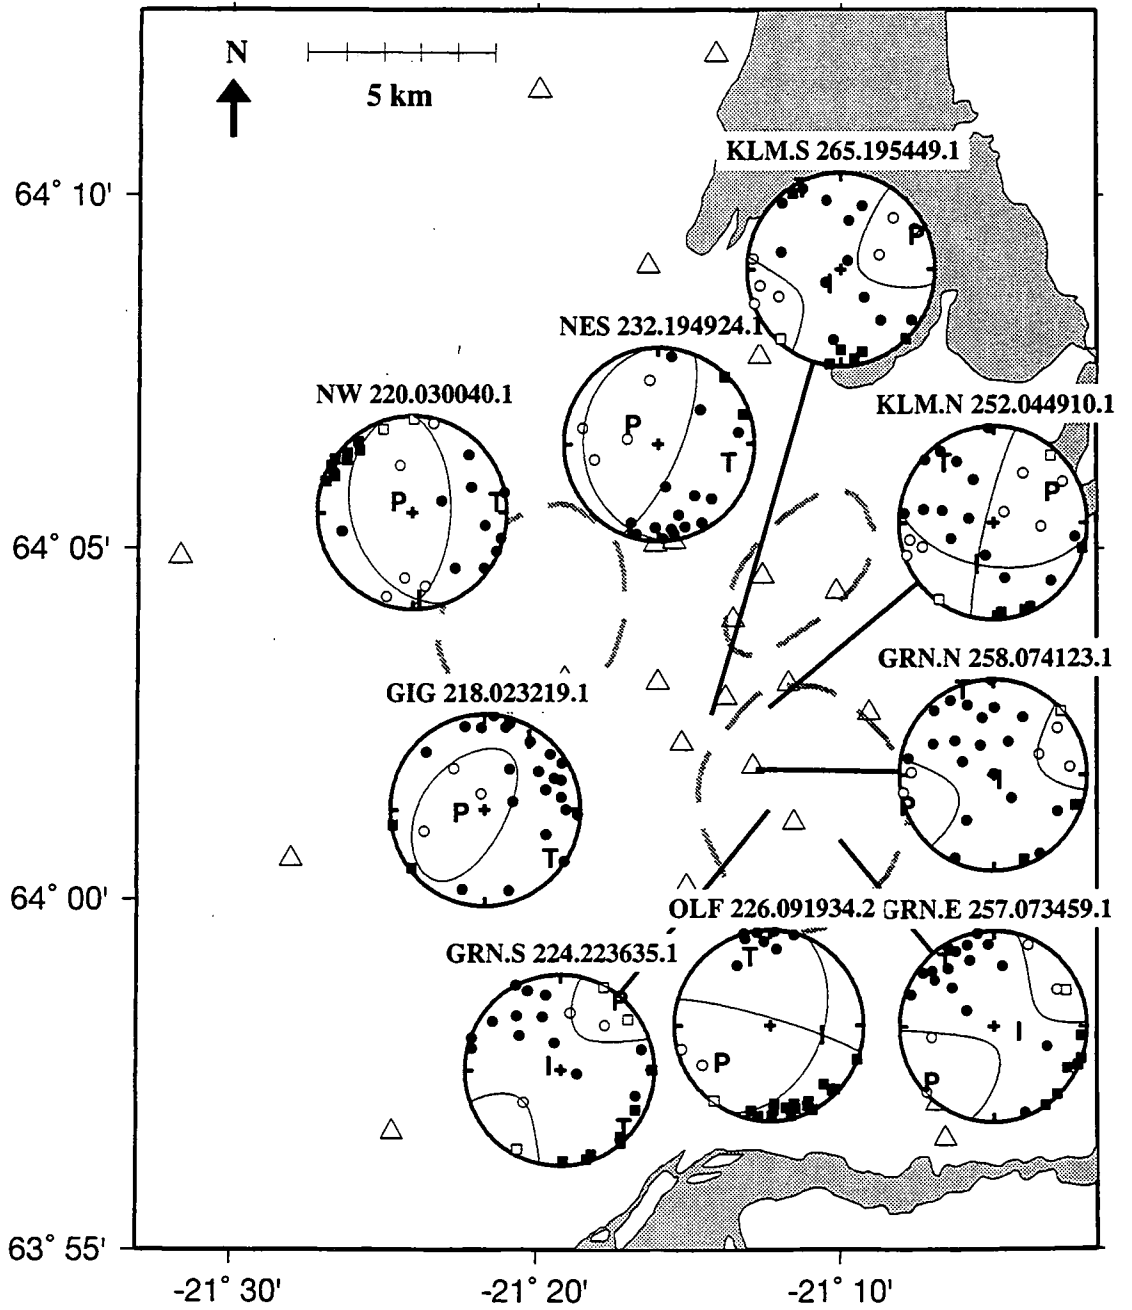 N
5 km
KLM.S 265.195449.1
64° 10'
P
I
NES 232.194924.1
P
T
NW 220.030040.1
P
T
I
KLM.N 252.044910.1
T
P
I
64° 05'
GRN.N 258.074123.1
T
I
P
GIG 218.023219.1
P
T
64° 00'
OLF 226.091934.2
T
I
P
GRN.E 257.073459.1
T
I
P
GRN.S 224.223635.1
P
I
T
63° 55'
-21° 30'
-21° 20'
-21° 10'